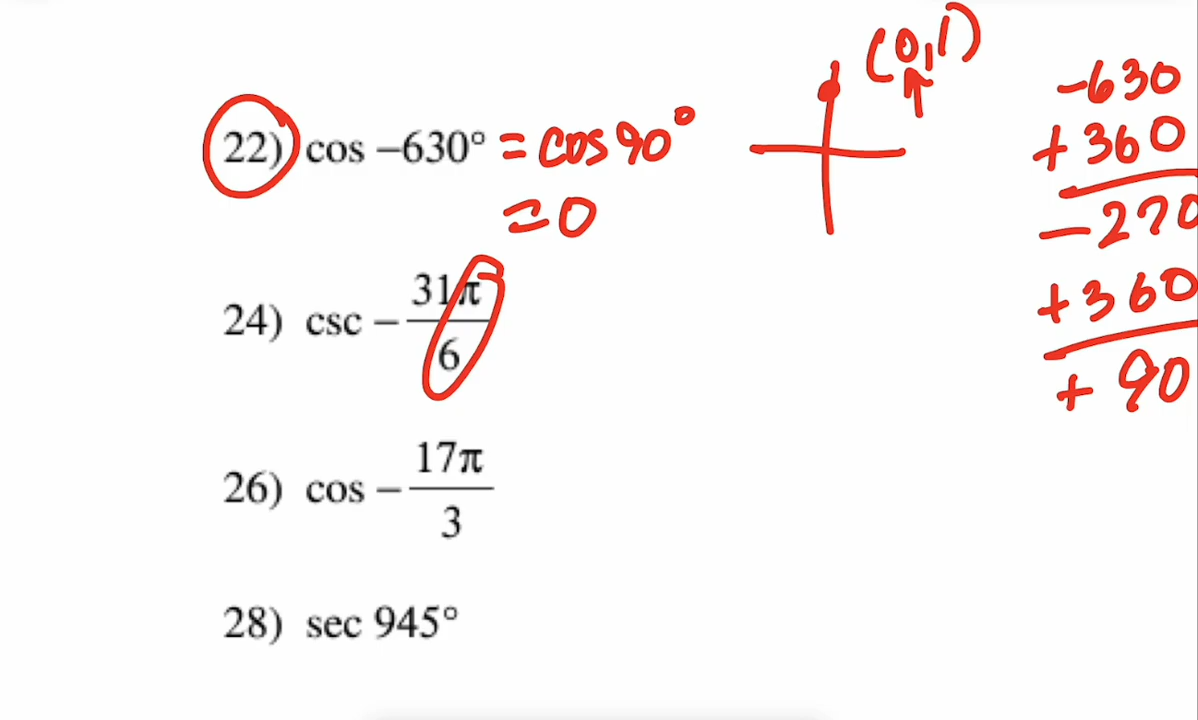 (0,1)
22) cos −630° = cos 90°
= 0
-630
+360
-270
+360
+90
24) csc − 31π/6
26) cos − 17π/3
28) sec 945°